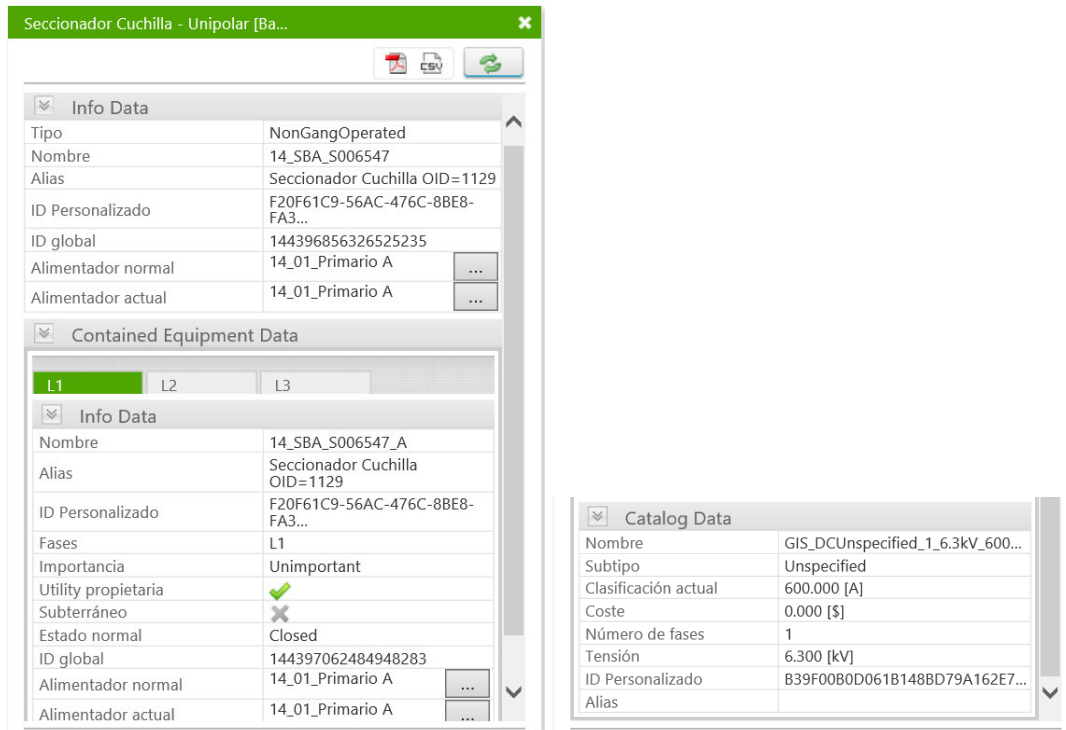 Seccionador Cuchilla - Unipolar [Ba...
CSV
Info Data
Tipo NonGangOperated
Nombre 14_SBA_S006547
Alias Seccionador Cuchilla OID=1129
ID Personalizado F20F61C9-56AC-476C-8BE8-
FA3...
ID global 144396856326525235
Alimentador normal 14_01_Primario A ...
Alimentador actual 14_01_Primario A ...
Contained Equipment Data
L1 L2 L3
Info Data
Nombre 14_SBA_S006547_A
Alias Seccionador Cuchilla
OID=1129
ID Personalizado F20F61C9-56AC-476C-8BE8-
FA3...
Fases L1
Importancia Unimportant
Utility propietaria
Subterráneo
Estado normal Closed
ID global 144397062484948283
Alimentador normal 14_01_Primario A ...
Alimentador actual 14_01_Primario A ...
Catalog Data
Nombre GIS_DCUnspecified_1_6.3kV_600...
Subtipo Unspecified
Clasificación actual 600.000 [A]
Coste 0.000 [$]
Número de fases 1
Tensión 6.300 [kV]
ID Personalizado B39F00B0D061B148BD79A162E7...
Alias